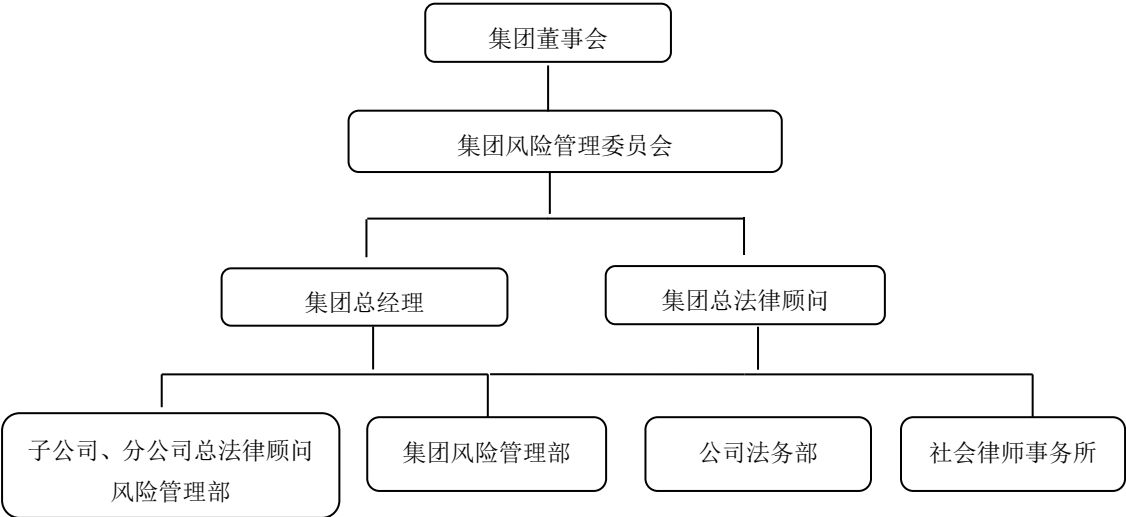 集团董事会
集团风险管理委员会
集团总经理
集团总法律顾问
子公司、分公司总法律顾问
风险管理部
集团风险管理部
公司法务部
社会律师事务所